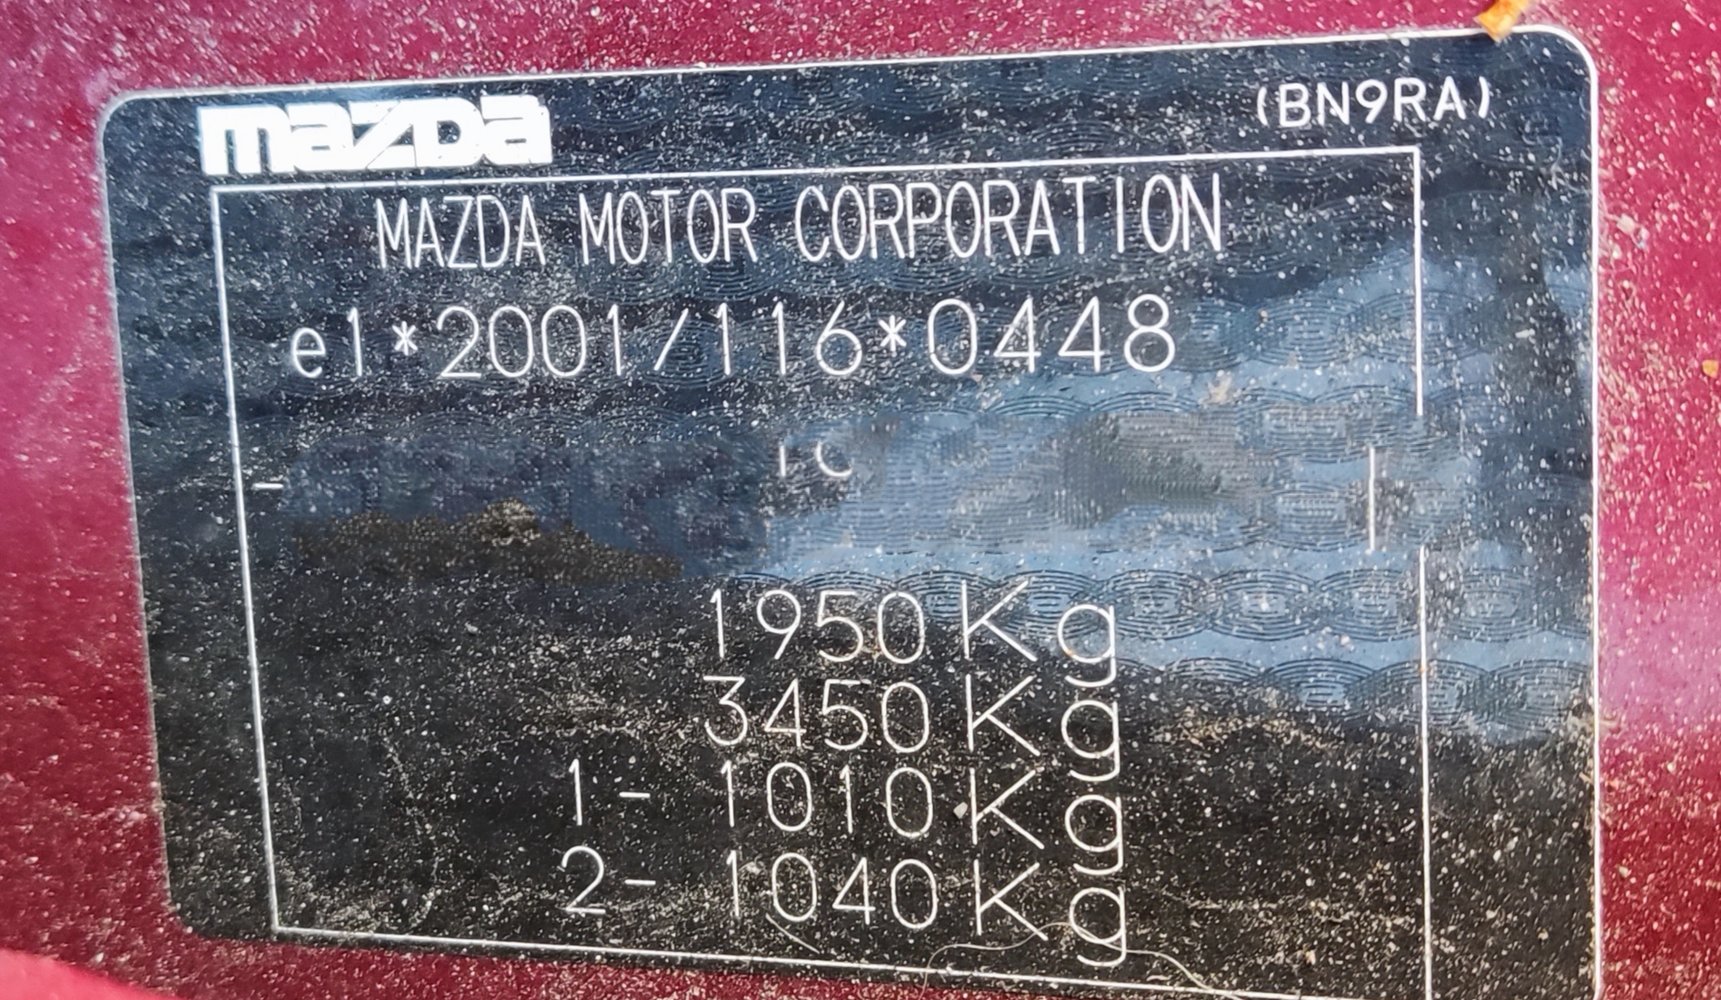 mazda
(BN9RA)
MAZDA MOTOR CORPORATION
e1*2001/116*0448
1950Kg
3450Kg
1- 1010Kg
2- 1040Kg